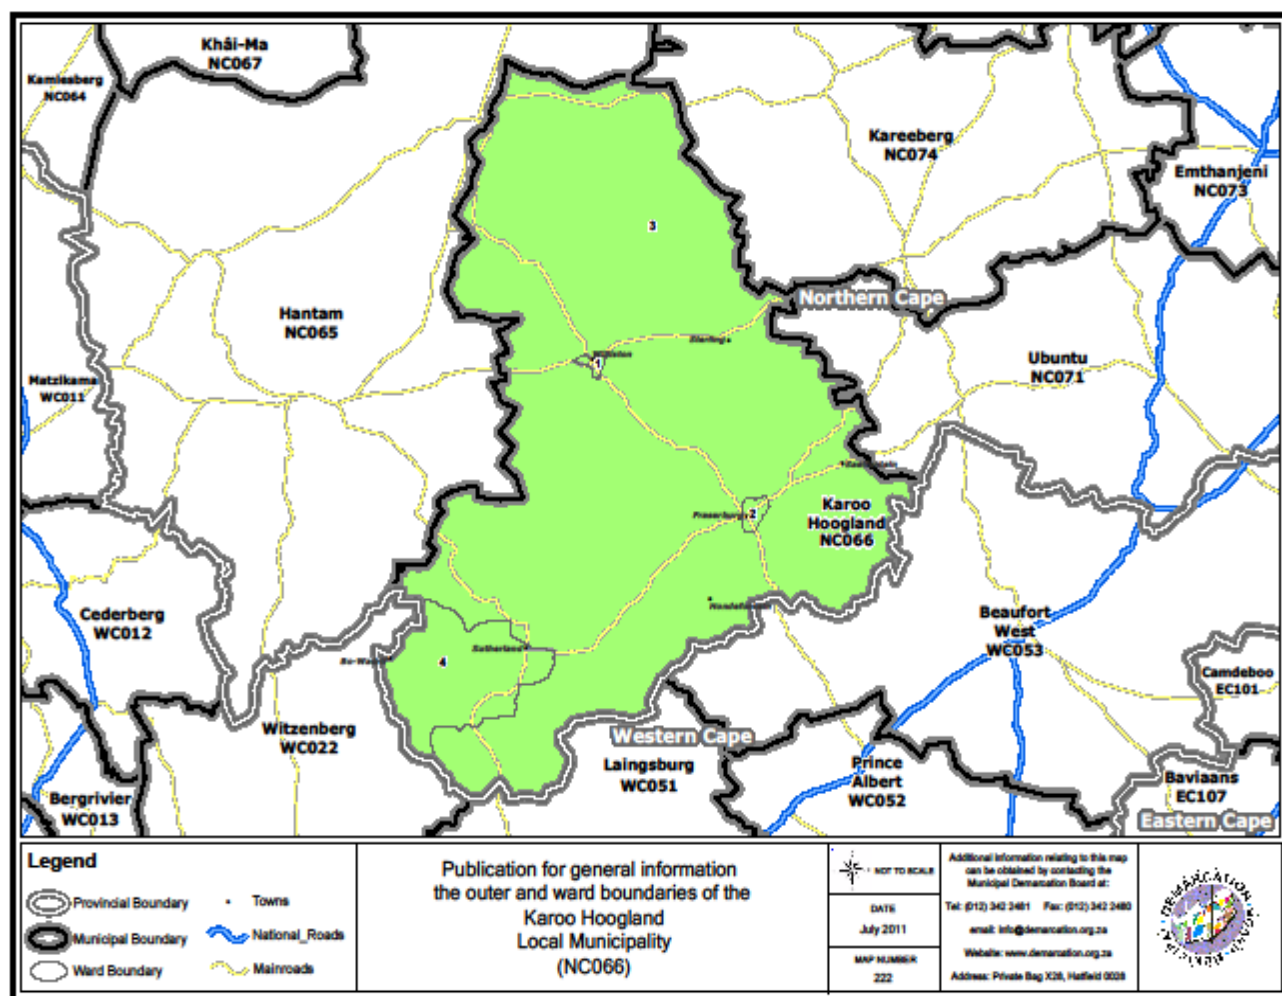 Khâi-Ma
NC067
Kamiesberg
NC064
Kareeberg
NC074
Emthanjeni
NC073
3
Northern Cape
Hantam
NC065
Sterling
Williston
1
Ubuntu
NC071
Matzikama
WC011
Fraserburg
2
Karoo
Hoogland
NC066
Cederberg
WC012
Beaufort
West
WC053
Sutherland
4
Camdeboo
EC101
Witzenberg
WC022
Western Cape
Laingsburg
WC051
Prince
Albert
WC052
Baviaans
EC107
Bergrivier
WC013
Eastern Cape
Legend
Provincial Boundary
Towns
Municipal Boundary
National_Roads
Ward Boundary
Mainroads
Publication for general information
the outer and ward boundaries of the
Karoo Hoogland
Local Municipality
(NC066)
NOT TO SCALE
DATE
July 2011
MAP NUMBER
222
Additional information relating to this map
can be obtained by contacting the
Municipal Demarcation Board at:
Tel: (012) 342 2481 Fax: (012) 342 2480
email: info@demarcation.org.za
Website: www.demarcation.org.za
Address: Private Bag X28, Hatfield 0028
MUNICIPAL DEMARCATION BOARD